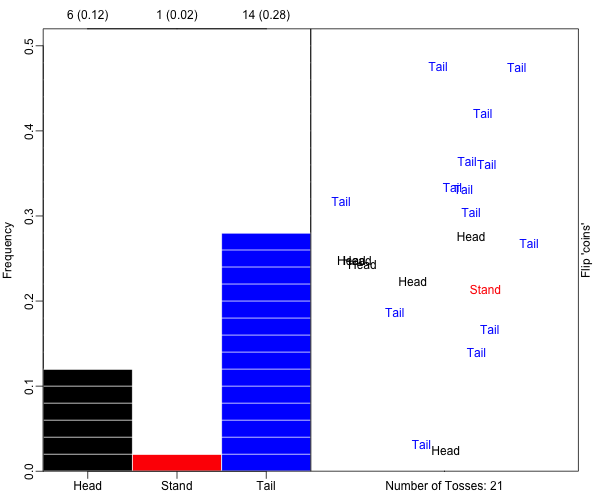 6 (0.12) 1 (0.02) 14 (0.28)
0.5
0.4
0.3
0.2
0.1
0.0
Frequency
Head Stand Tail
Tail Tail
Tail
Tail Tail
Tail Tail
Tail
Tail
Head
Tail
Head Head
Head
Head
Stand
Tail
Tail
Tail
Tail Head
Flip 'coins'
Number of Tosses: 21